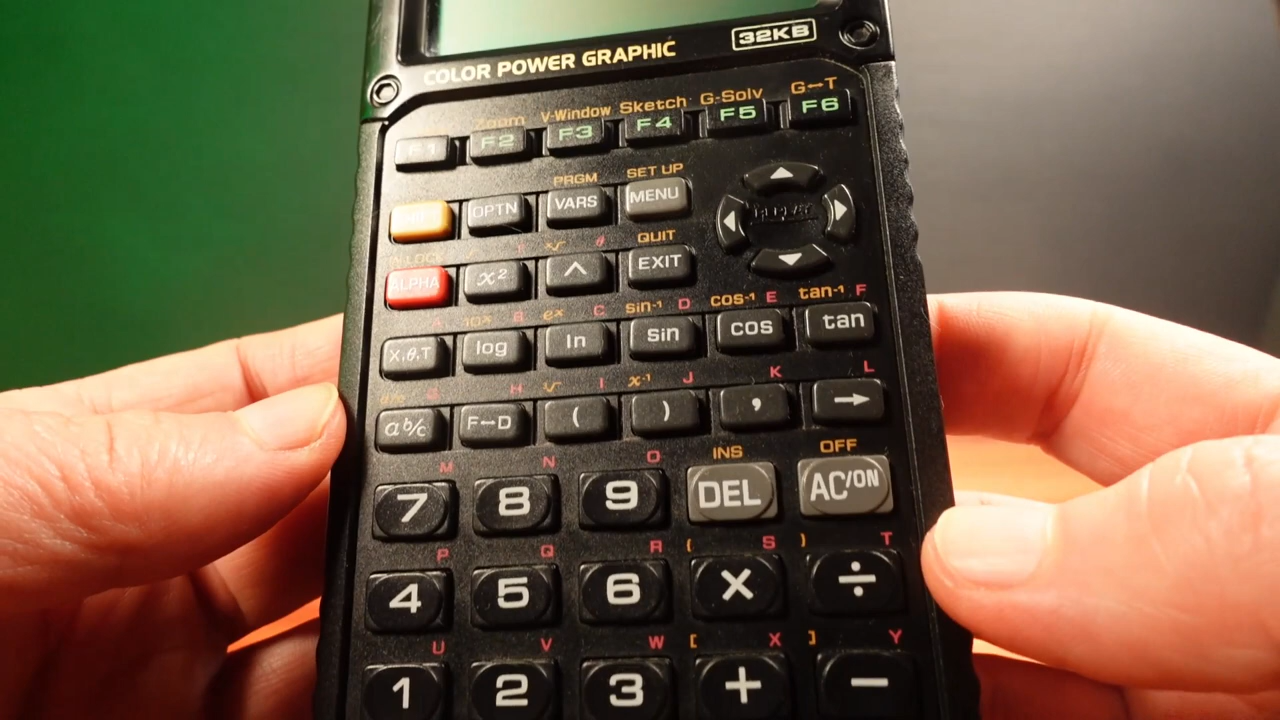 32KB
COLOR POWER GRAPHIC
Zoom V-Window Sketch G-Solv G↔T
F1 F2 F3 F4 F5 F6
PRGM SET UP
SHIFT OPTN VARS MENU
REPLAY
√ θ QUIT
ALPHA x² ^ EXIT
A 10ˣ B eˣ C sin⁻¹ D cos⁻¹ E tan⁻¹ F
X,θ,T log ln sin cos tan
H √ I x⁻¹ J K L
a b/c F↔D ( ) , →
M N O INS OFF
7 8 9 DEL AC/ON
P Q R { S } T
4 5 6 × ÷
U V W [ X ] Y
1 2 3 + −